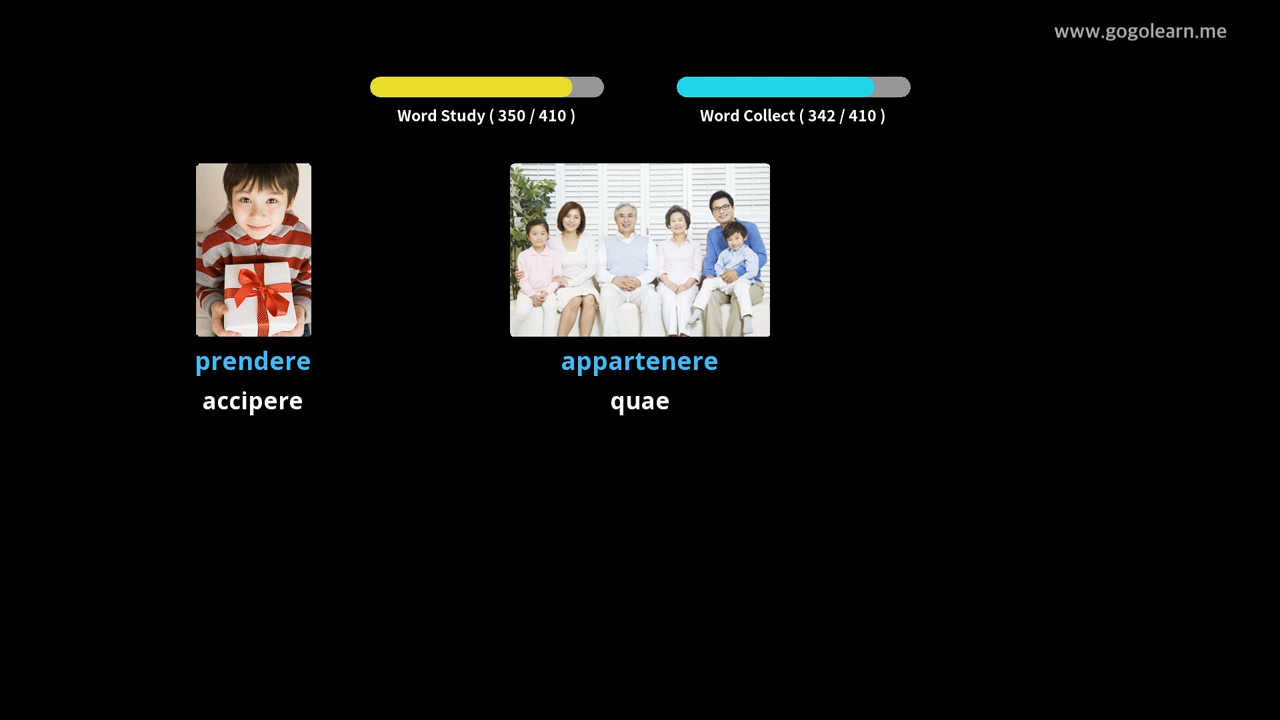 www.gogolearn.me
Word Study ( 350 / 410 )
Word Collect ( 342 / 410 )
prendere
accipere
appartenere
quae